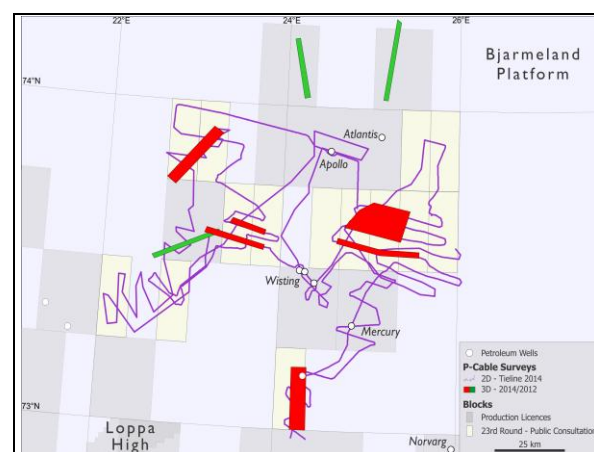 22°E 24°E 26°E
Bjarmeland
Platform
74°N
Atlantis
Apollo
Wisting
Mercury
Petroleum Wells
P-Cable Surveys
2D - Tieline 2014
3D - 2014/2012
Blocks
Production Licences
23rd Round - Public Consultation
25 km
73°N
Loppa
High
Norvarg